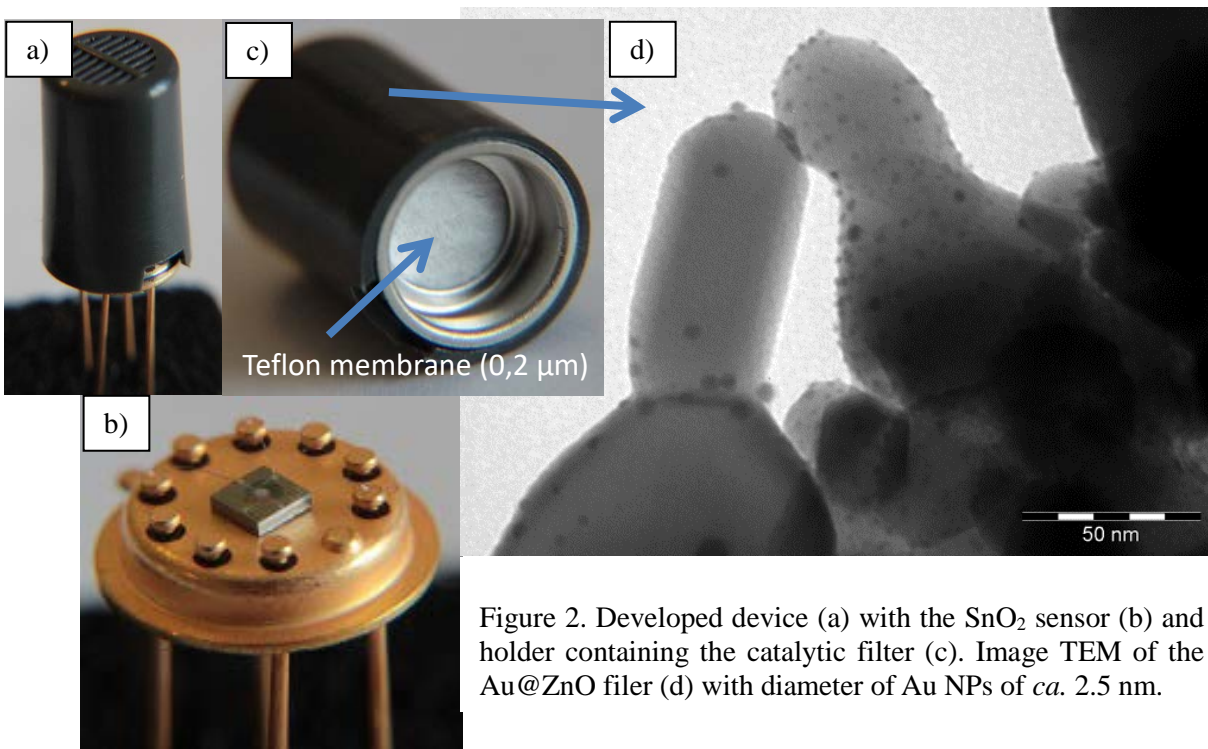 a)
c)
d)
Teflon membrane (0,2 µm)
b)
50 nm
Figure 2. Developed device (a) with the SnO₂ sensor (b) and
holder containing the catalytic filter (c). Image TEM of the
Au@ZnO filer (d) with diameter of Au NPs of ca. 2.5 nm.